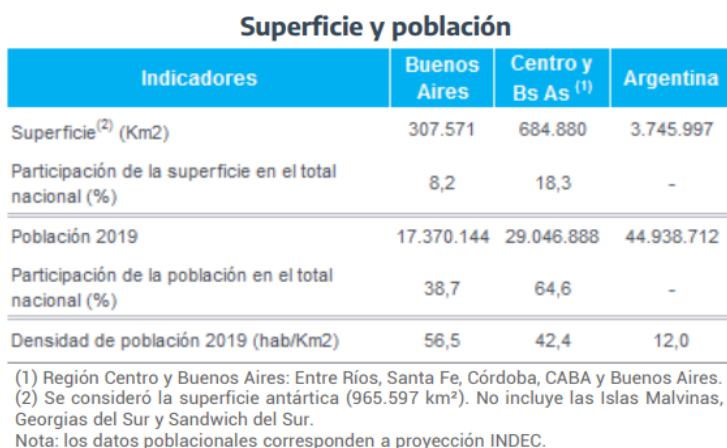 Superficie y población
Indicadores Buenos Aires Centro y Bs As (1) Argentina
Superficie(2) (Km2) 307.571 684.880 3.745.997
Participación de la superficie en el total
nacional (%) 8,2 18,3 -
Población 2019 17.370.144 29.046.888 44.938.712
Participación de la población en el total
nacional (%) 38,7 64,6 -
Densidad de población 2019 (hab/Km2) 56,5 42,4 12,0
(1) Región Centro y Buenos Aires: Entre Ríos, Santa Fe, Córdoba, CABA y Buenos Aires.
(2) Se consideró la superficie antártica (965.597 km²). No incluye las Islas Malvinas,
Georgias del Sur y Sandwich del Sur.
Nota: los datos poblacionales corresponden a proyección INDEC.